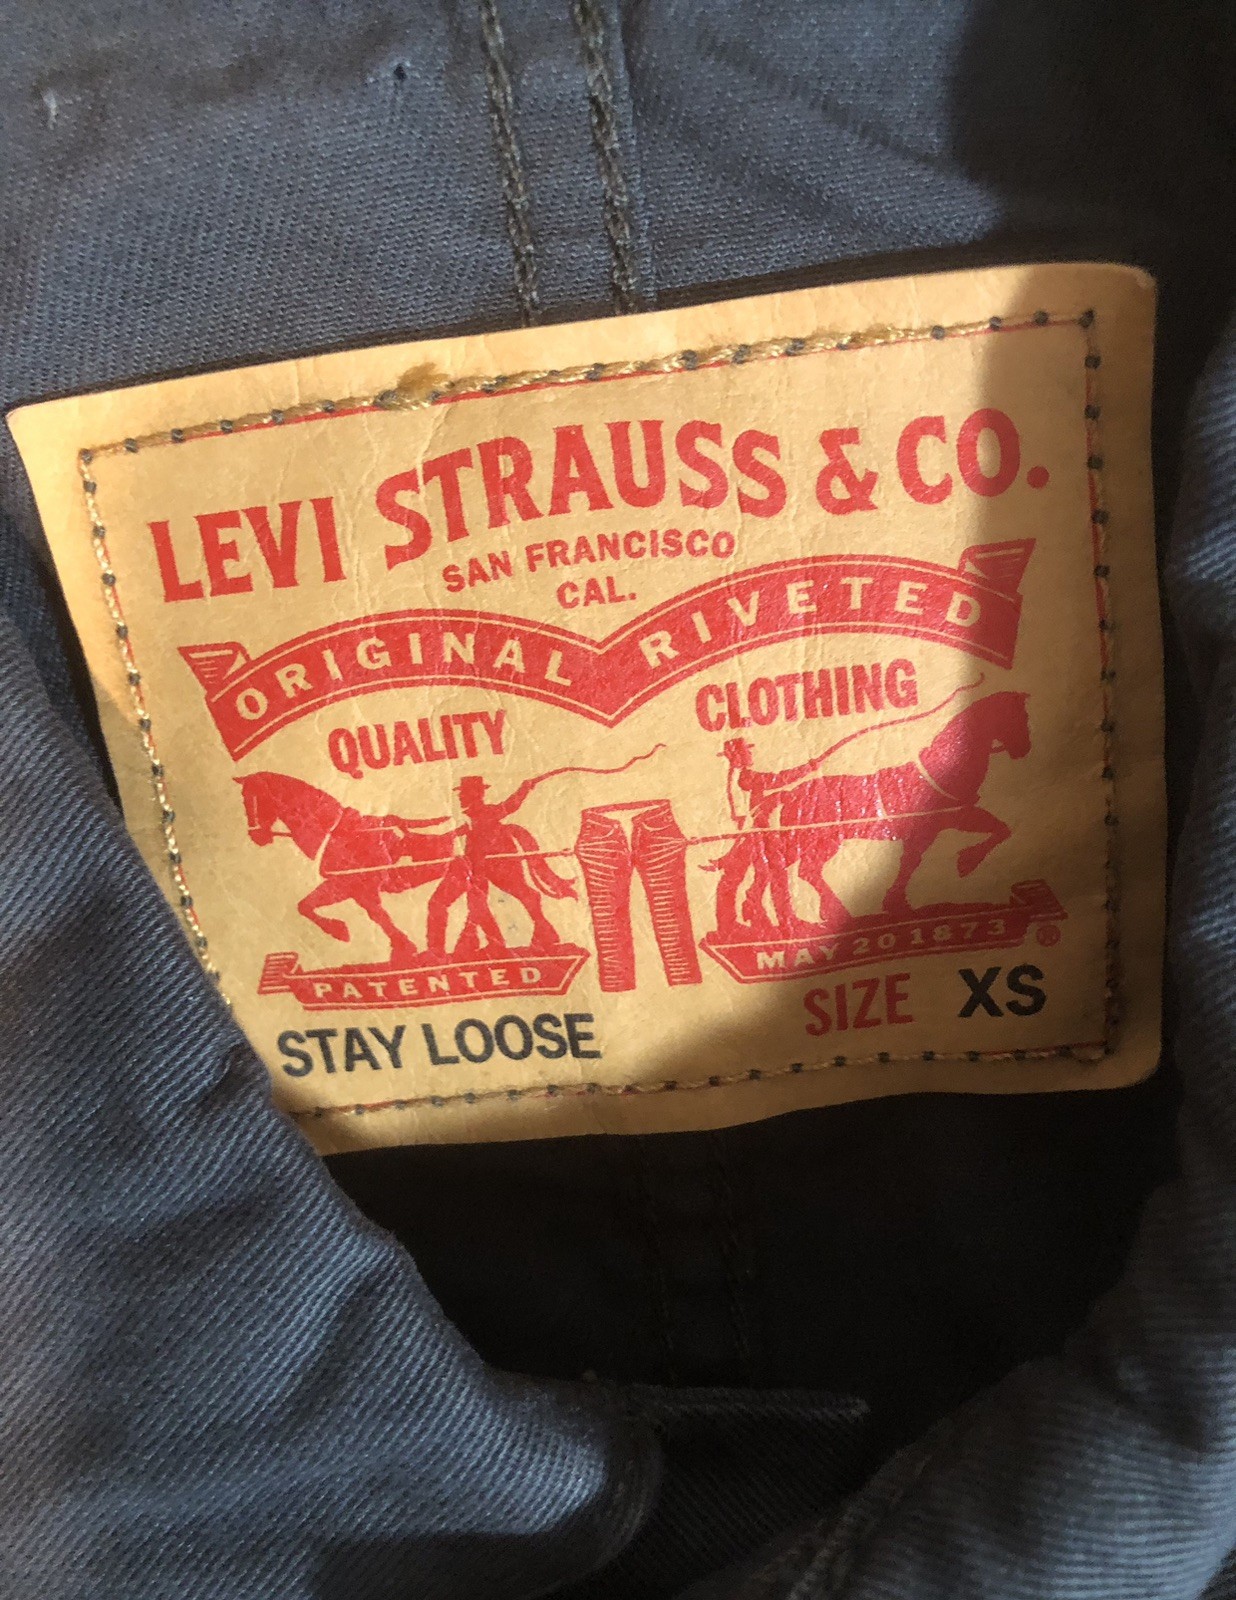 LEVI STRAUSS & CO.
SAN FRANCISCO
CAL.
ORIGINAL RIVETED
QUALITY CLOTHING
PATENTED MAY 20 1873 ®
STAY LOOSE SIZE XS